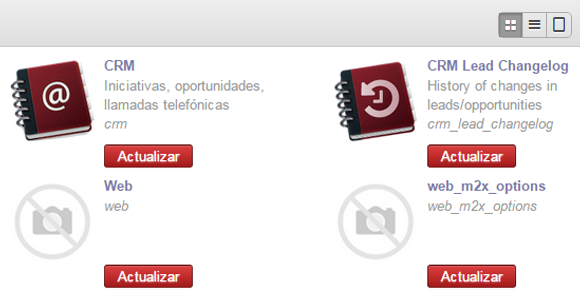 CRM
Iniciativas, oportunidades,
llamadas telefónicas
crm
Actualizar
CRM Lead Changelog
History of changes in
leads/opportunities
crm_lead_changelog
Actualizar
Web
web
Actualizar
web_m2x_options
web_m2x_options
Actualizar